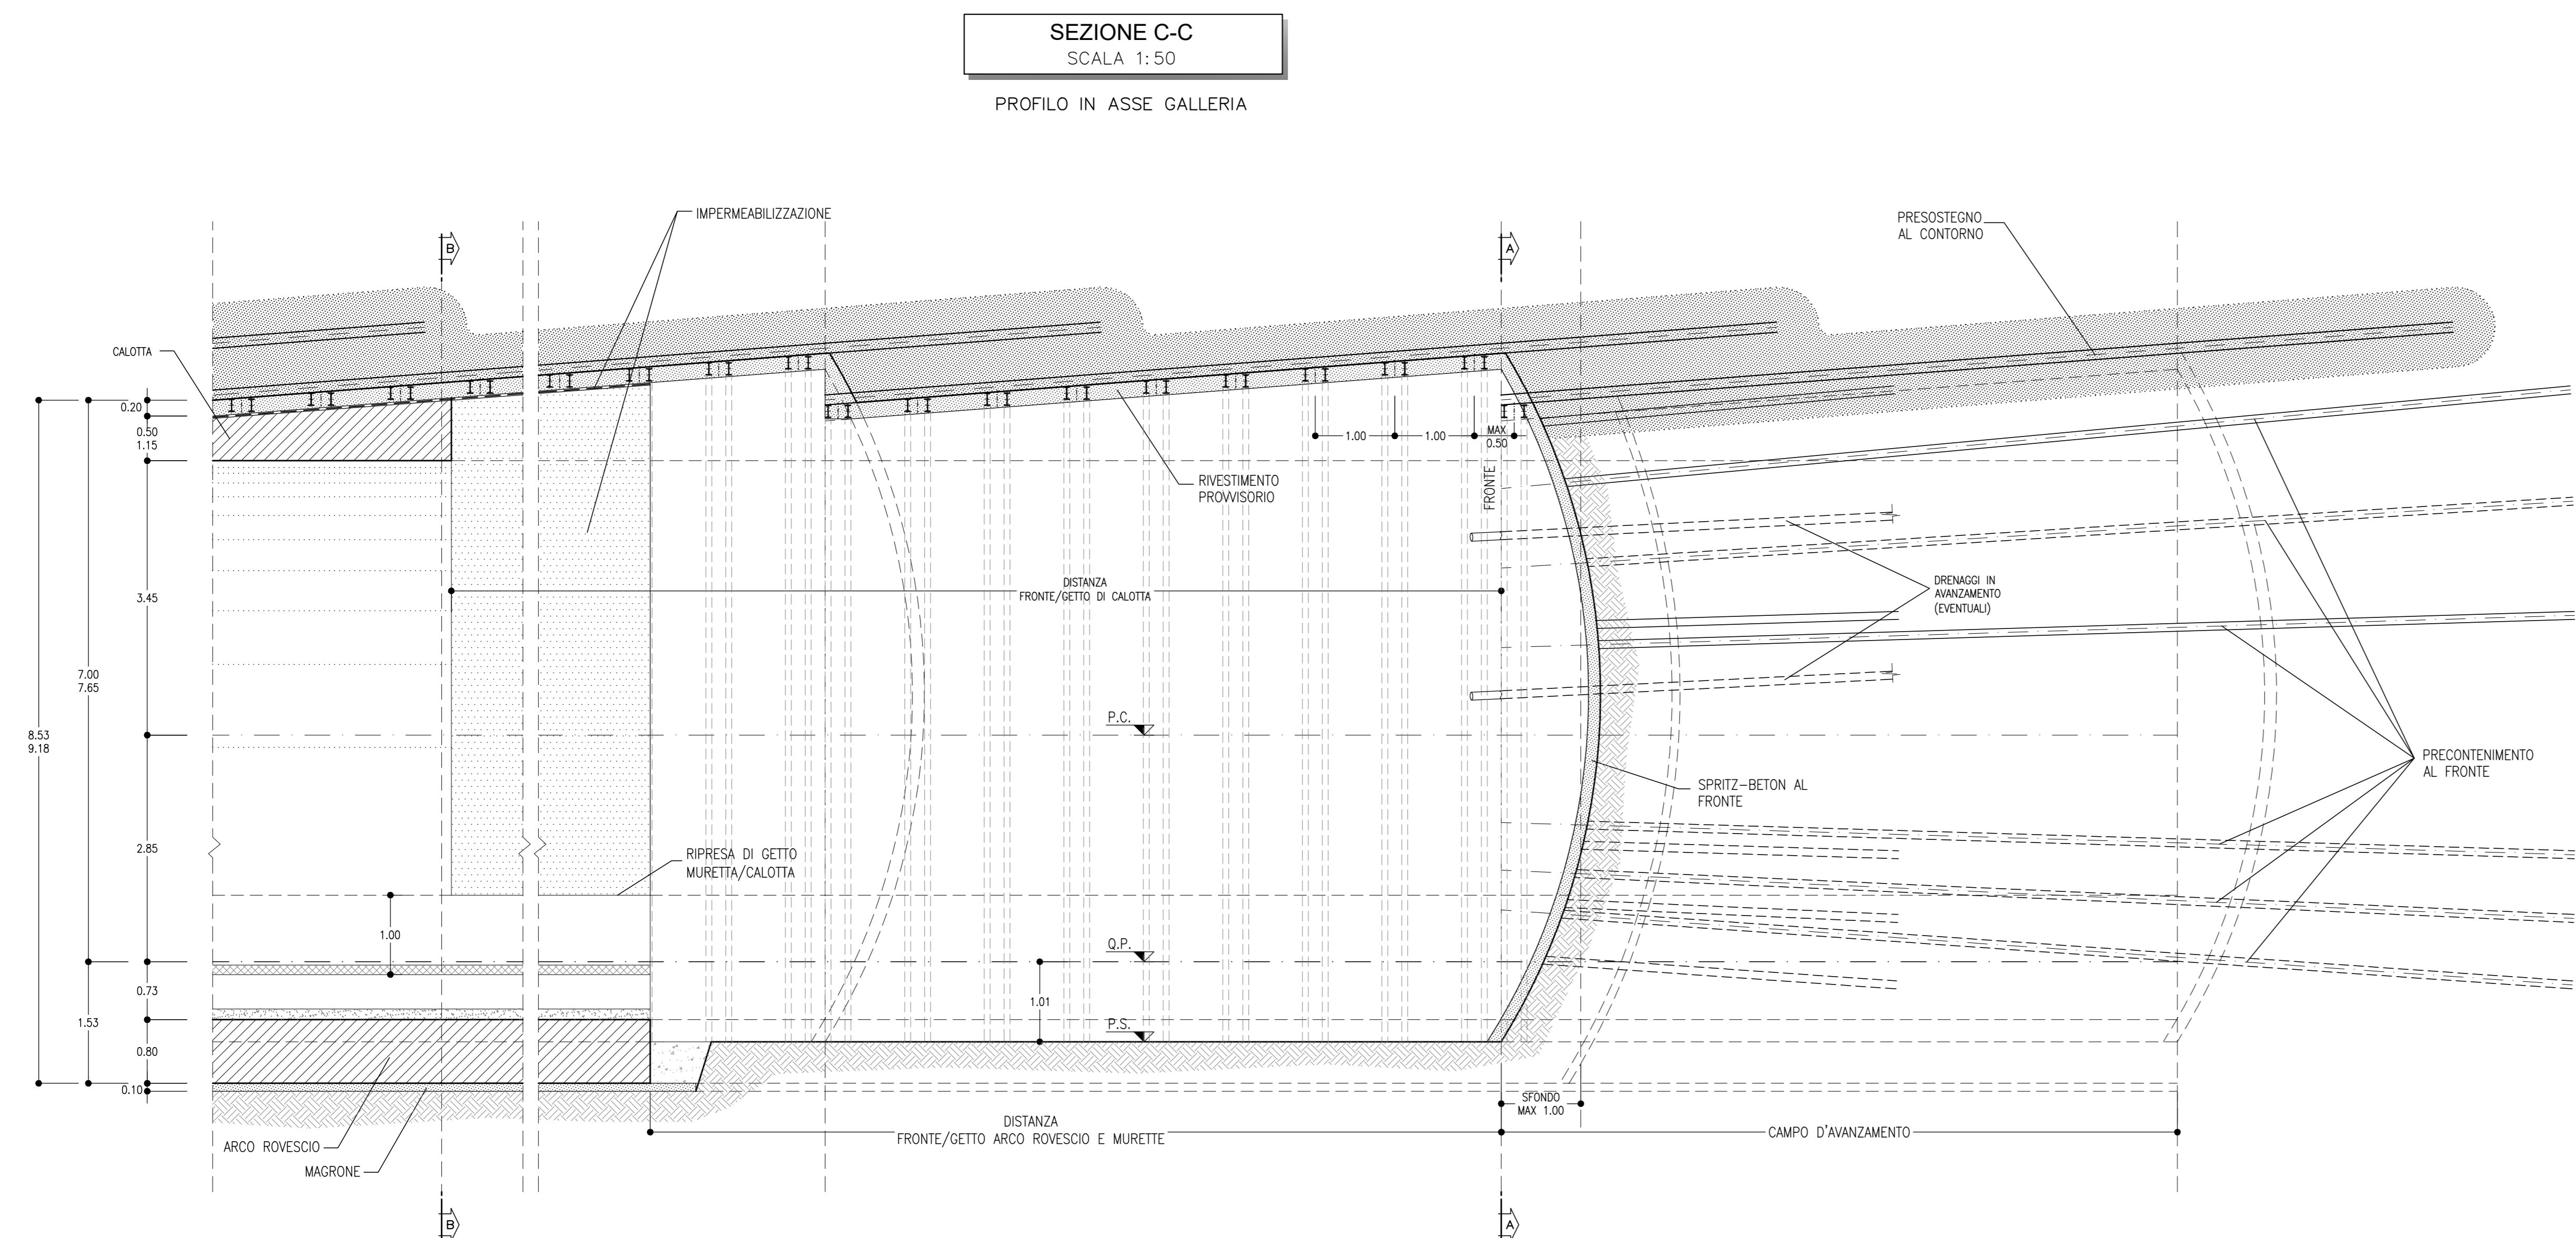 SEZIONE C-C
SCALA 1:50
PROFILO IN ASSE GALLERIA
IMPERMEABILIZZAZIONE
PRESOSTEGNO
AL CONTORNO
B
A
CALOTTA
0.20
0.50
1.15
1.00
1.00
MAX
0.50
FRONTE
RIVESTIMENTO
PROVVISORIO
DISTANZA
FRONTE/GETTO DI CALOTTA
DRENAGGI IN
AVANZAMENTO
(EVENTUALI)
3.45
7.00
7.65
8.53
9.18
P.C.
PRECONTENIMENTO
AL FRONTE
SPRITZ-BETON AL
FRONTE
2.85
RIPRESA DI GETTO
MURETTA/CALOTTA
1.00
Q.P.
0.73
1.01
1.53
P.S.
0.80
0.10
SFONDO
MAX 1.00
DISTANZA
FRONTE/GETTO ARCO ROVESCIO E MURETTE
CAMPO D'AVANZAMENTO
ARCO ROVESCIO
MAGRONE
B
A